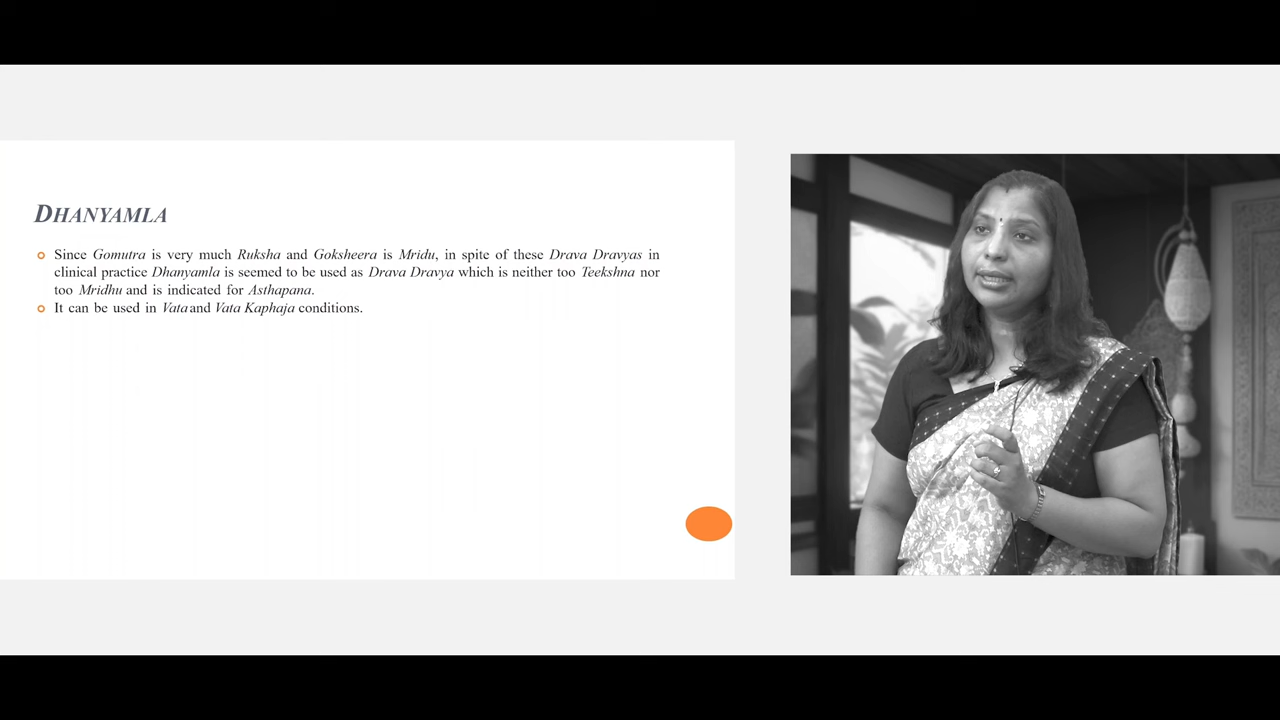 DHANYAMLA
Since Gomutra is very much Ruksha and Goksheera is Mridu, in spite of these Drava Dravyas in
clinical practice Dhanyamla is seemed to be used as Drava Dravya which is neither too Teekshna nor
too Mridhu and is indicated for Asthapana.
It can be used in Vata and Vata Kaphaja conditions.